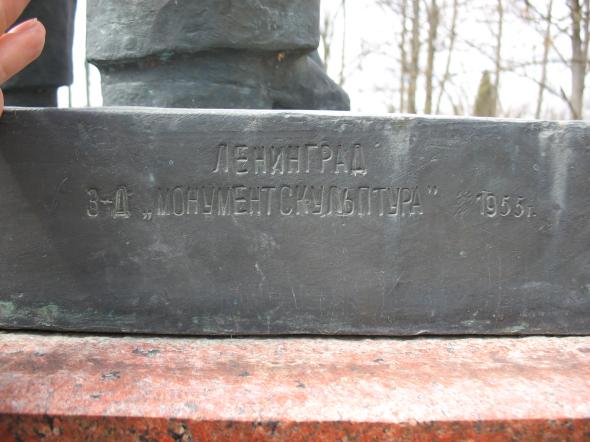 ЛЕНИНГРАД
З-Д „МОНУМЕНТСКУЛЬПТУРА" 1955г.